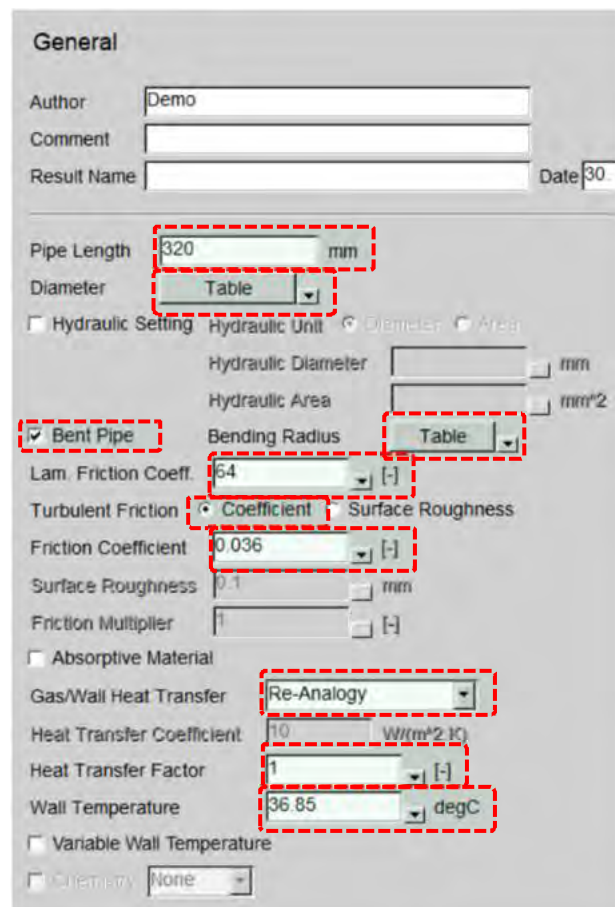 General
Author Demo
Comment
Result Name Date 30.
Pipe Length 320 mm
Diameter Table
Hydraulic Setting Hydraulic Unit Diameter Area
Hydraulic Diameter mm
Hydraulic Area mm^2
Bent Pipe Bending Radius Table
Lam. Friction Coeff. 64 [-]
Turbulent Friction Coefficient Surface Roughness
Friction Coefficient 0.036 [-]
Surface Roughness 0.1 mm
Friction Multiplier 1 [-]
Absorptive Material
Gas/Wall Heat Transfer Re-Analogy
Heat Transfer Coefficient 10 W/(m^2.K)
Heat Transfer Factor 1 [-]
Wall Temperature 36.85 degC
Variable Wall Temperature
Chemistry None